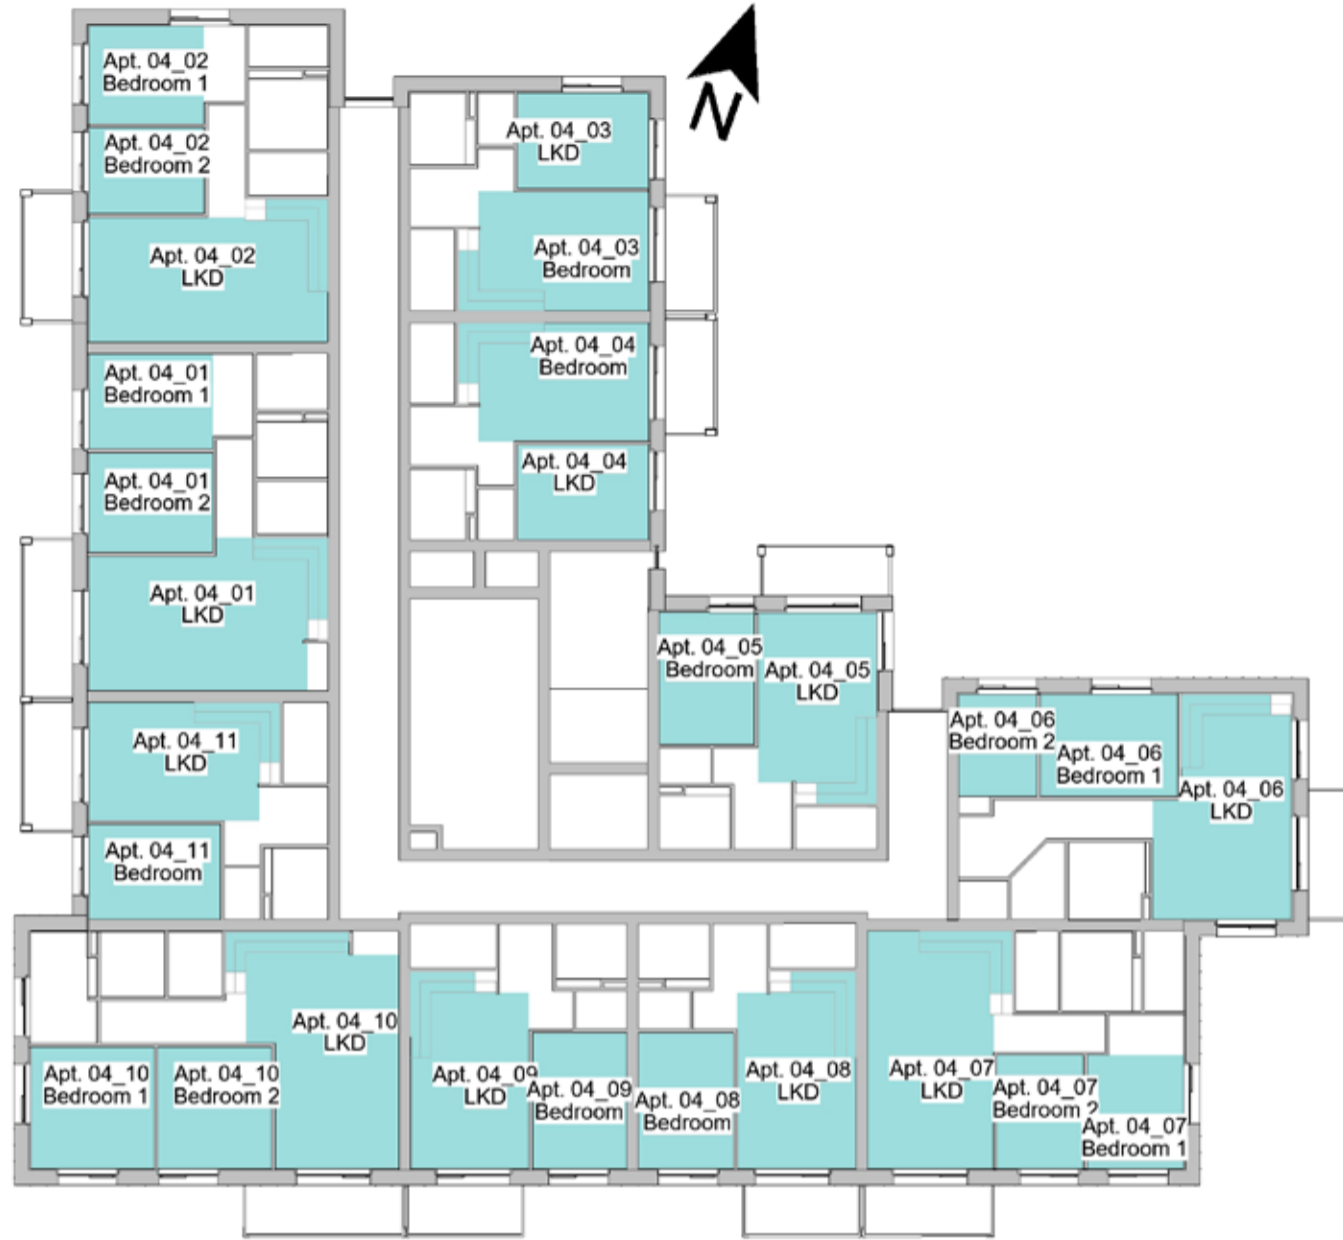 N
Apt. 04_02
Bedroom 1
Apt. 04_02
Bedroom 2
Apt. 04_02
LKD
Apt. 04_03
LKD
Apt. 04_03
Bedroom
Apt. 04_04
Bedroom
Apt. 04_04
LKD
Apt. 04_01
Bedroom 1
Apt. 04_01
Bedroom 2
Apt. 04_01
LKD
Apt. 04_05
Bedroom
Apt. 04_05
LKD
Apt. 04_06
Bedroom 2
Apt. 04_06
Bedroom 1
Apt. 04_06
LKD
Apt. 04_11
LKD
Apt. 04_11
Bedroom
Apt. 04_10
LKD
Apt. 04_10
Bedroom 1
Apt. 04_10
Bedroom 2
Apt. 04_09
LKD
Apt. 04_09
Bedroom
Apt. 04_08
Bedroom
Apt. 04_08
LKD
Apt. 04_07
LKD
Apt. 04_07
Bedroom 2
Apt. 04_07
Bedroom 1